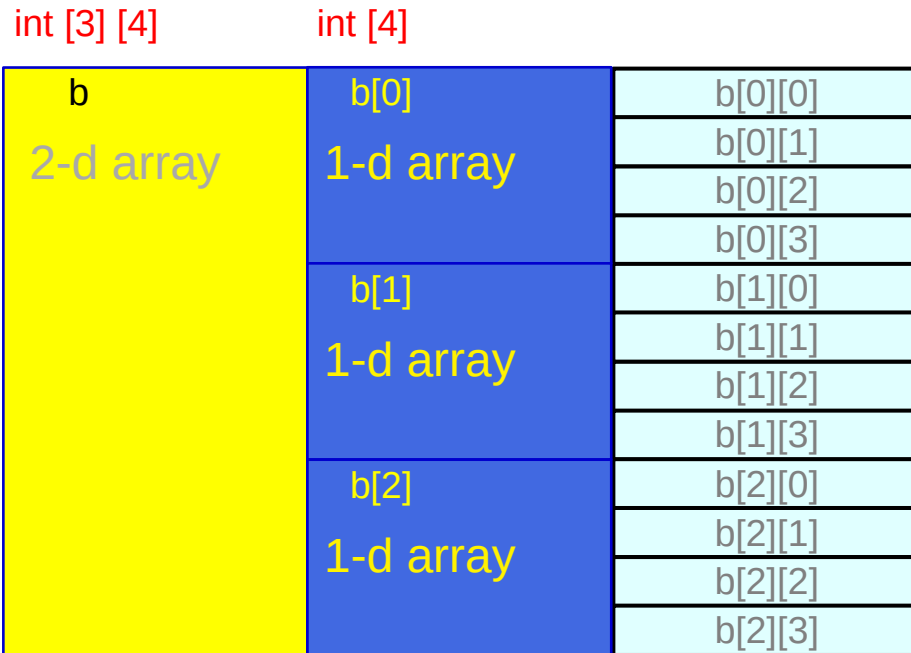 int [3] [4]
int [4]
b
2-d array
b[0]
1-d array
b[1]
1-d array
b[2]
1-d array
b[0][0]
b[0][1]
b[0][2]
b[0][3]
b[1][0]
b[1][1]
b[1][2]
b[1][3]
b[2][0]
b[2][1]
b[2][2]
b[2][3]